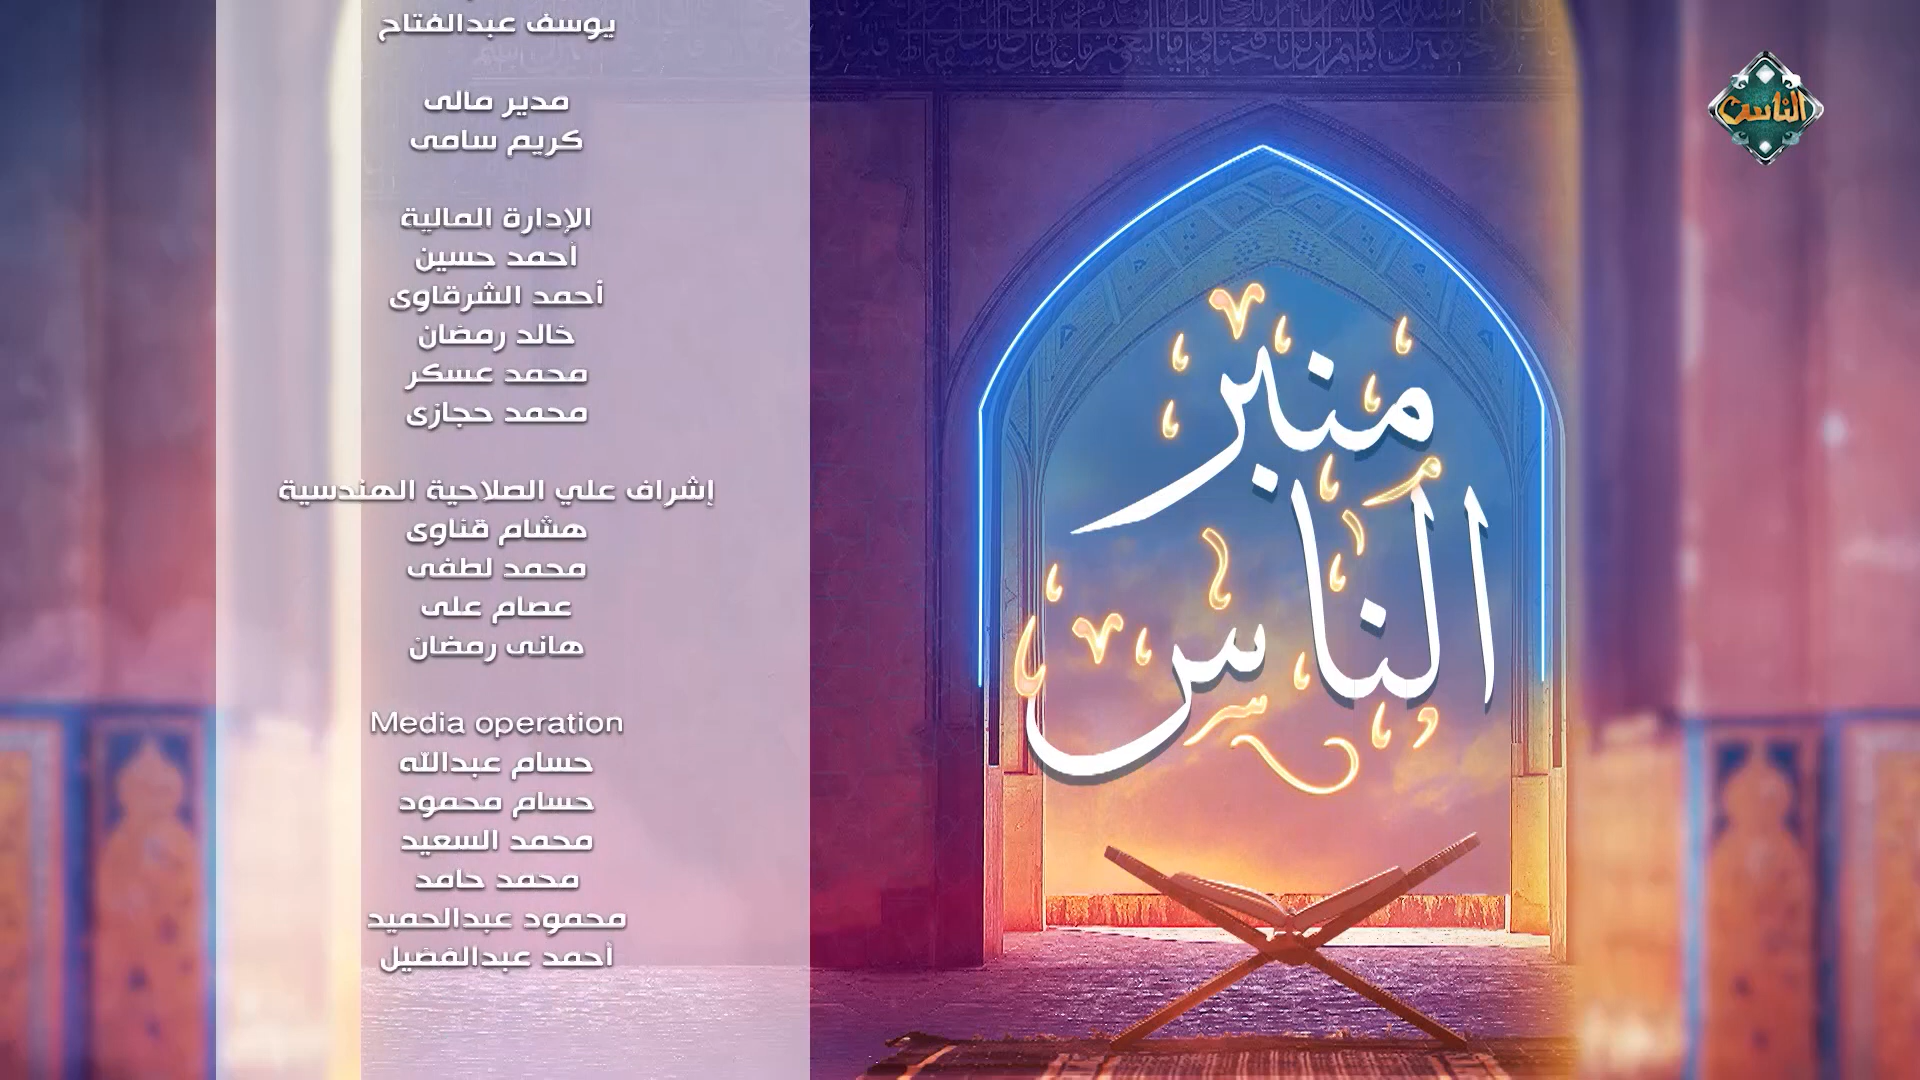 يوسف عبدالفتاح
مدير مالى
كريم سامى
الإدارة المالية
أحمد حسين
أحمد الشرقاوى
خالد رمضان
محمد عسكر
محمد حجازى
إشراف علي الصلاحية الهندسية
هشام قناوى
محمد لطفى
عصام على
هانى رمضان
Media operation
حسام عبدالله
حسام محمود
محمد السعيد
محمد حامد
محمود عبدالحميد
أحمد عبدالفضيل
منبر
الناس
الناس